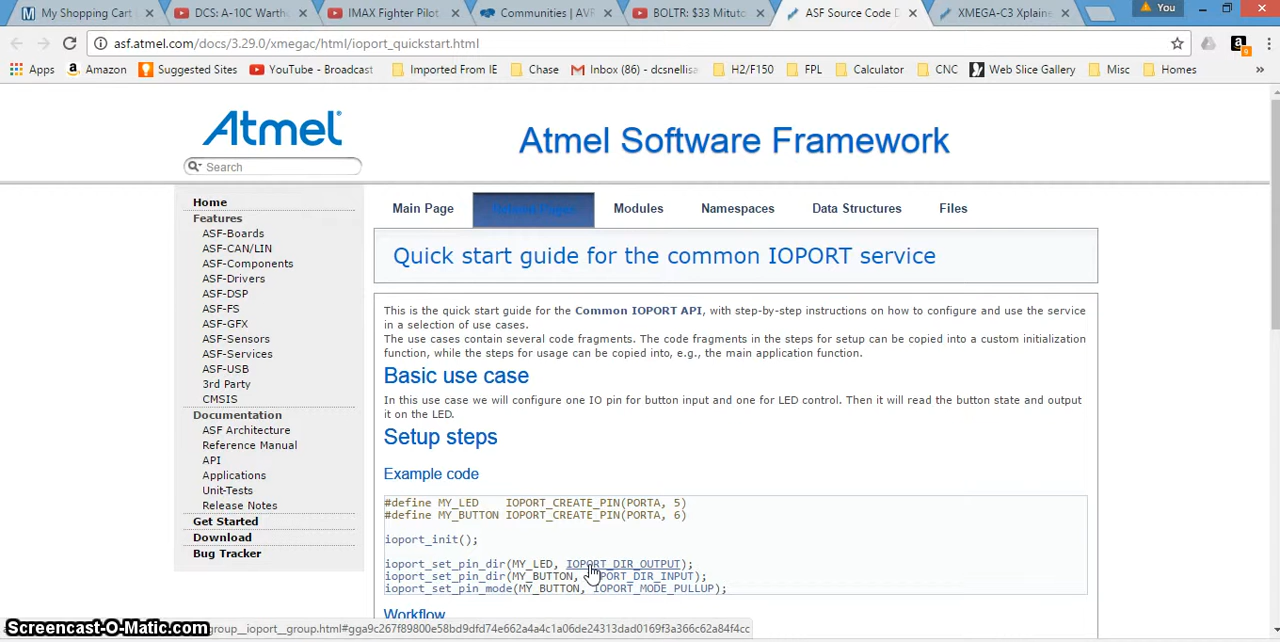 My Shopping Cart
DCS: A-10C Warth
IMAX Fighter Pilot
Communities | AVR
BOLTR: $33 Mituto
ASF Source Code D
XMEGA-C3 Xplaine
You
asf.atmel.com/docs/3.29.0/xmegac/html/ioport_quickstart.html
Apps
Amazon
Suggested Sites
YouTube - Broadcast
Imported From IE
Chase
Inbox (86) - dcsnellisa
H2/F150
FPL
Calculator
CNC
Web Slice Gallery
Misc
Homes
»
Atmel
Atmel Software Framework
Search
Home
Features
ASF-Boards
ASF-CAN/LIN
ASF-Components
ASF-Drivers
ASF-DSP
ASF-FS
ASF-GFX
ASF-Sensors
ASF-Services
ASF-USB
3rd Party
CMSIS
Documentation
ASF Architecture
Reference Manual
API
Applications
Unit-Tests
Release Notes
Get Started
Download
Bug Tracker
Main Page
Related Pages
Modules
Namespaces
Data Structures
Files
Quick start guide for the common IOPORT service
This is the quick start guide for the Common IOPORT API, with step-by-step instructions on how to configure and use the service
in a selection of use cases.
The use cases contain several code fragments. The code fragments in the steps for setup can be copied into a custom initialization
function, while the steps for usage can be copied into, e.g., the main application function.
Basic use case
In this use case we will configure one IO pin for button input and one for LED control. Then it will read the button state and output
it on the LED.
Setup steps
Example code
#define MY_LED IOPORT_CREATE_PIN(PORTA, 5)
#define MY_BUTTON IOPORT_CREATE_PIN(PORTA, 6)
ioport_init();
ioport_set_pin_dir(MY_LED, IOPORT_DIR_OUTPUT);
ioport_set_pin_dir(MY_BUTTON, IOPORT_DIR_INPUT);
ioport_set_pin_mode(MY_BUTTON, IOPORT_MODE_PULLUP);
Workflow
Screencast-O-Matic.com
group__ioport__group.html#gga9c267f89800e58bd9dfd74e662a4a4c1a06de24313dad0169f3a366c62a84f4cc